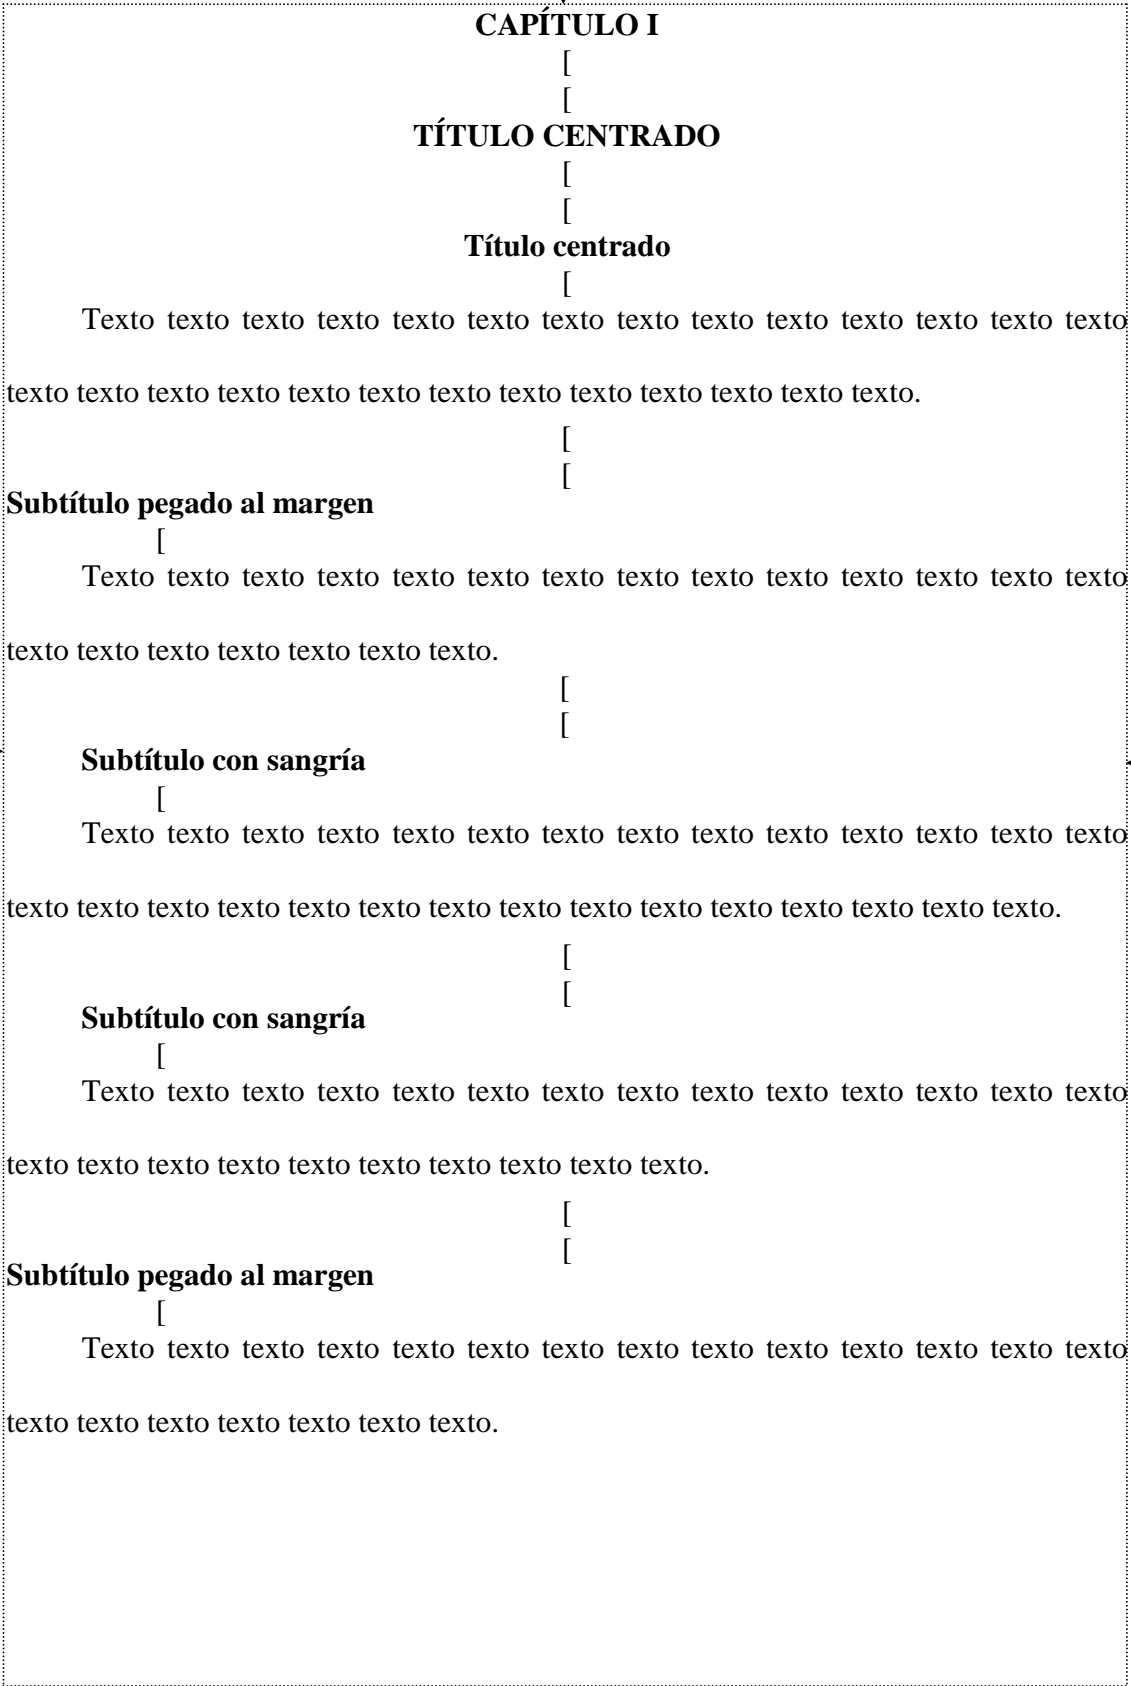 CAPÍTULO I
[
[
TÍTULO CENTRADO
[
[
Título centrado
[
Texto texto texto texto texto texto texto texto texto texto texto texto texto texto
texto texto texto texto texto texto texto texto texto texto texto texto texto.
[
[
Subtítulo pegado al margen
[
Texto texto texto texto texto texto texto texto texto texto texto texto texto texto
texto texto texto texto texto texto texto.
[
[
Subtítulo con sangría
[
Texto texto texto texto texto texto texto texto texto texto texto texto texto texto
texto texto texto texto texto texto texto texto texto texto texto texto texto texto texto.
[
[
Subtítulo con sangría
[
Texto texto texto texto texto texto texto texto texto texto texto texto texto texto
texto texto texto texto texto texto texto texto texto texto.
[
[
Subtítulo pegado al margen
[
Texto texto texto texto texto texto texto texto texto texto texto texto texto texto
texto texto texto texto texto texto texto.